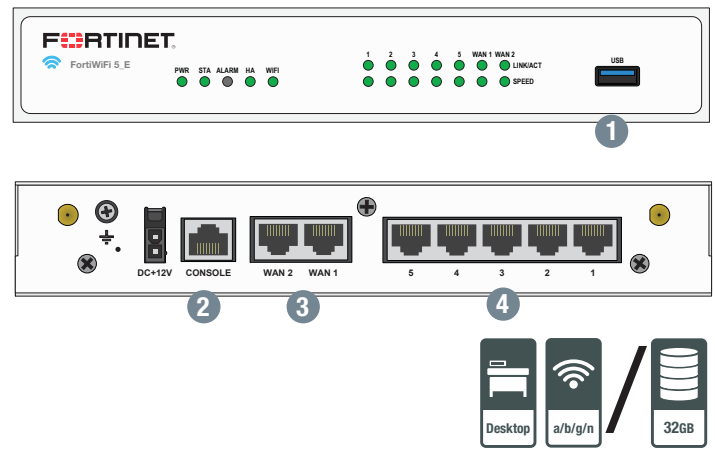 FORTINET®
FortiWiFi 5_E
PWR STA ALARM HA WIFI
1 2 3 4 5 WAN 1 WAN 2
LINK/ACT
SPEED
USB
1
DC+12V CONSOLE WAN 2 WAN 1 5 4 3 2 1
2 3 4
Desktop a/b/g/n / 32GB